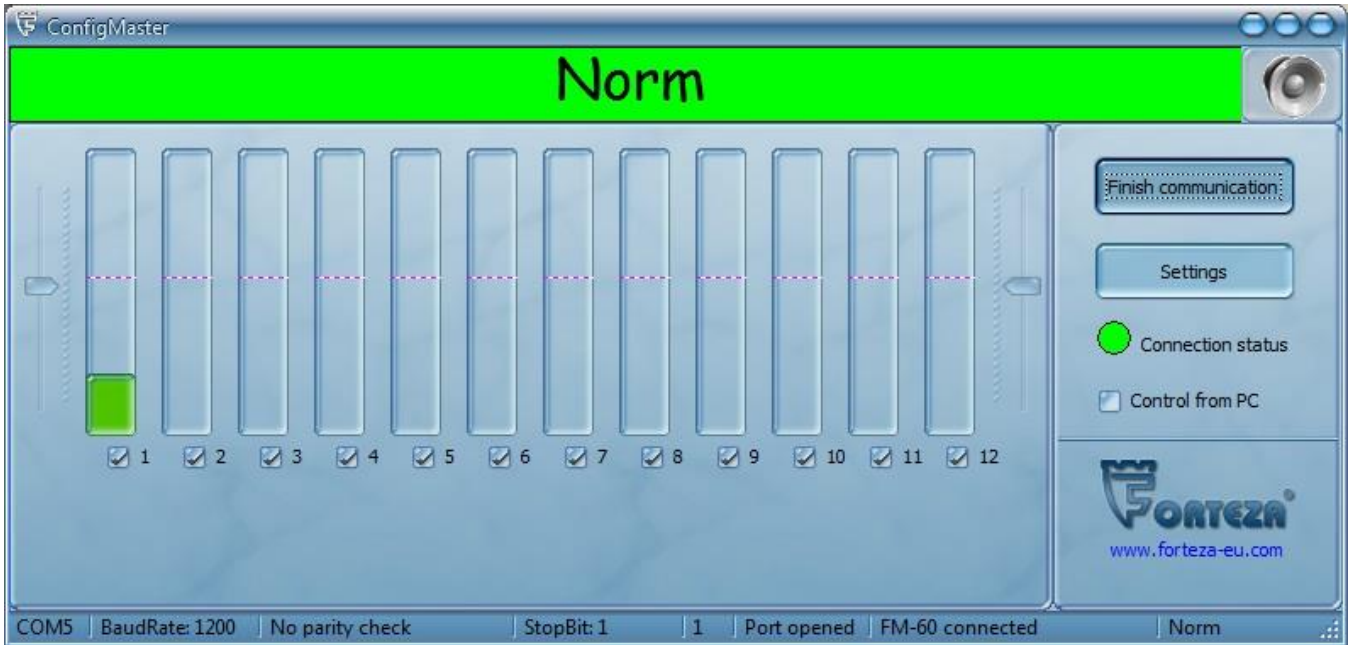 ConfigMaster
Norm
Finish communication
Settings
Connection status
Control from PC
1 2 3 4 5 6 7 8 9 10 11 12
FORTEZA
www.forteza-eu.com
COM5 BaudRate: 1200 No parity check StopBit: 1 1 Port opened FM-60 connected Norm